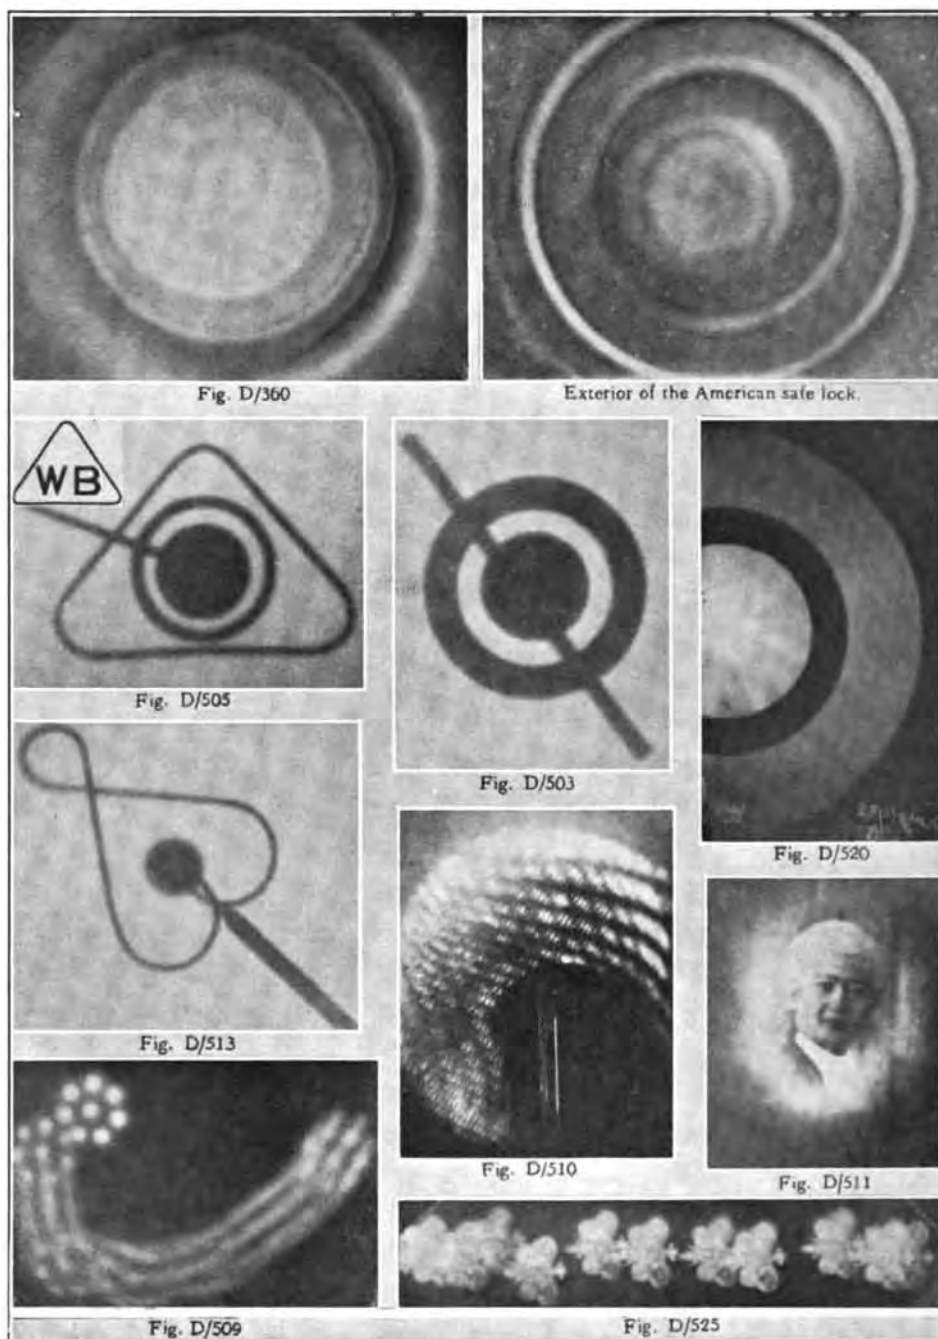 Fig. D/360
Exterior of the American safe lock.
WB
Fig. D/505
Fig. D/503
Fig. D/520
Fig. D/513
Fig. D/510
Fig. D/511
Fig. D/509
Fig. D/525